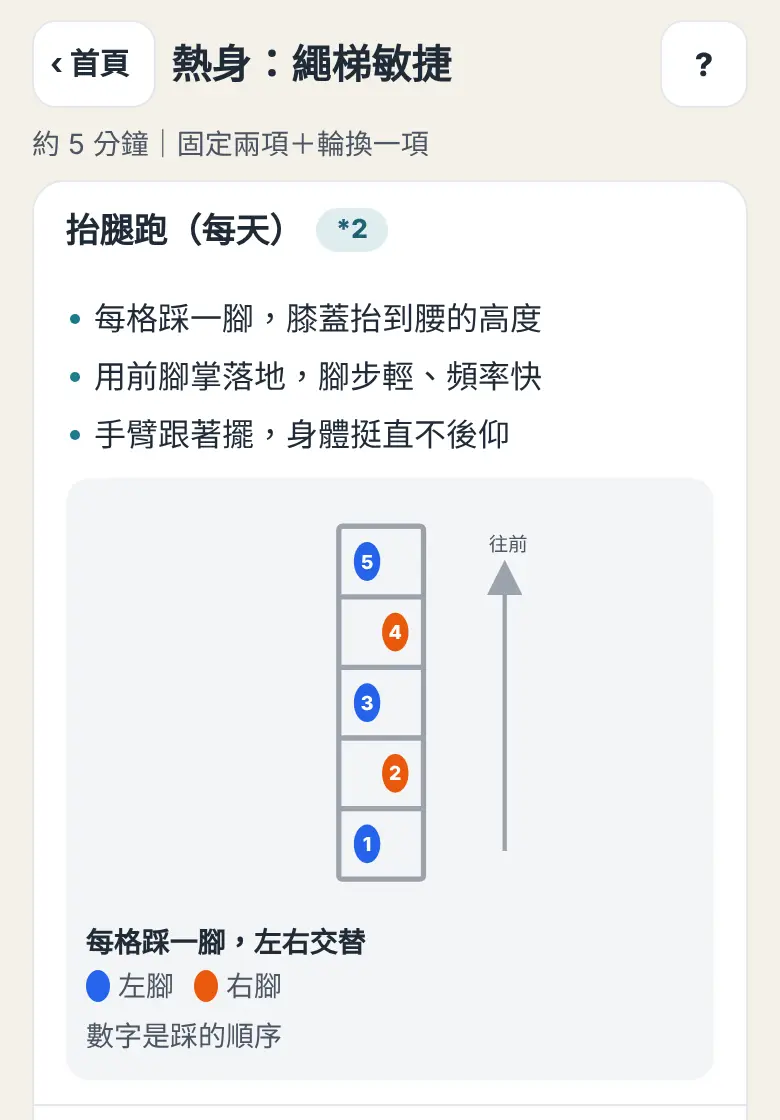 ‹ 首頁
熱身：繩梯敏捷
?
約 5 分鐘｜固定兩項＋輪換一項
抬腿跑（每天） *2
• 每格踩一腳，膝蓋抬到腰的高度
• 用前腳掌落地，腳步輕、頻率快
• 手臂跟著擺，身體挺直不後仰
往前
5
4
3
2
1
每格踩一腳，左右交替
左腳 右腳
數字是踩的順序